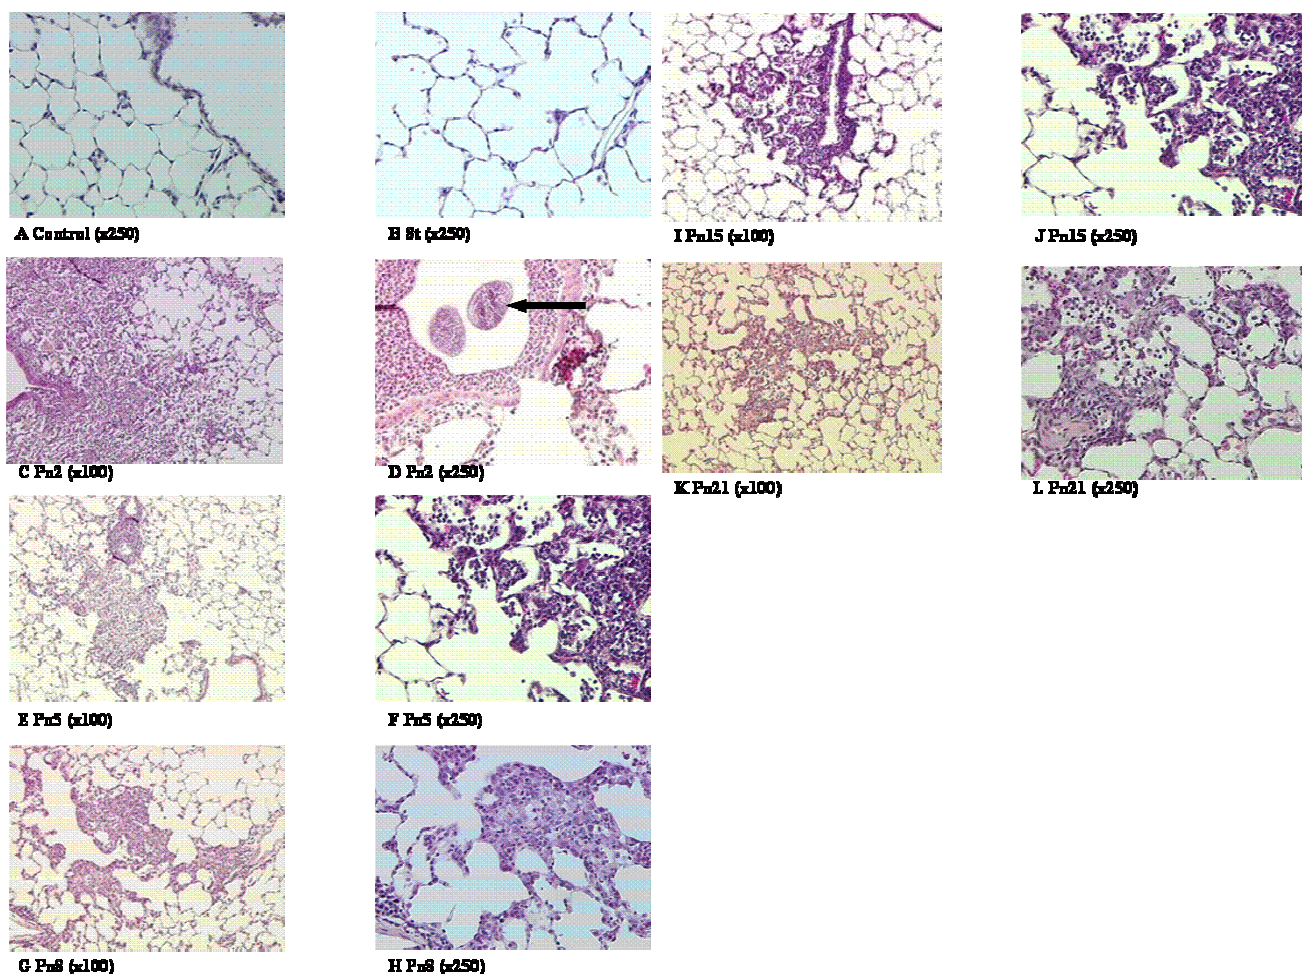 A Control (x250)
B St (x250)
I Pn15 (x100)
J Pn15 (x250)
C Pn2 (x100)
D Pn2 (x250)
K Pn21 (x100)
L Pn21 (x250)
E Pn5 (x100)
F Pn5 (x250)
G Pn8 (x100)
H Pn8 (x250)